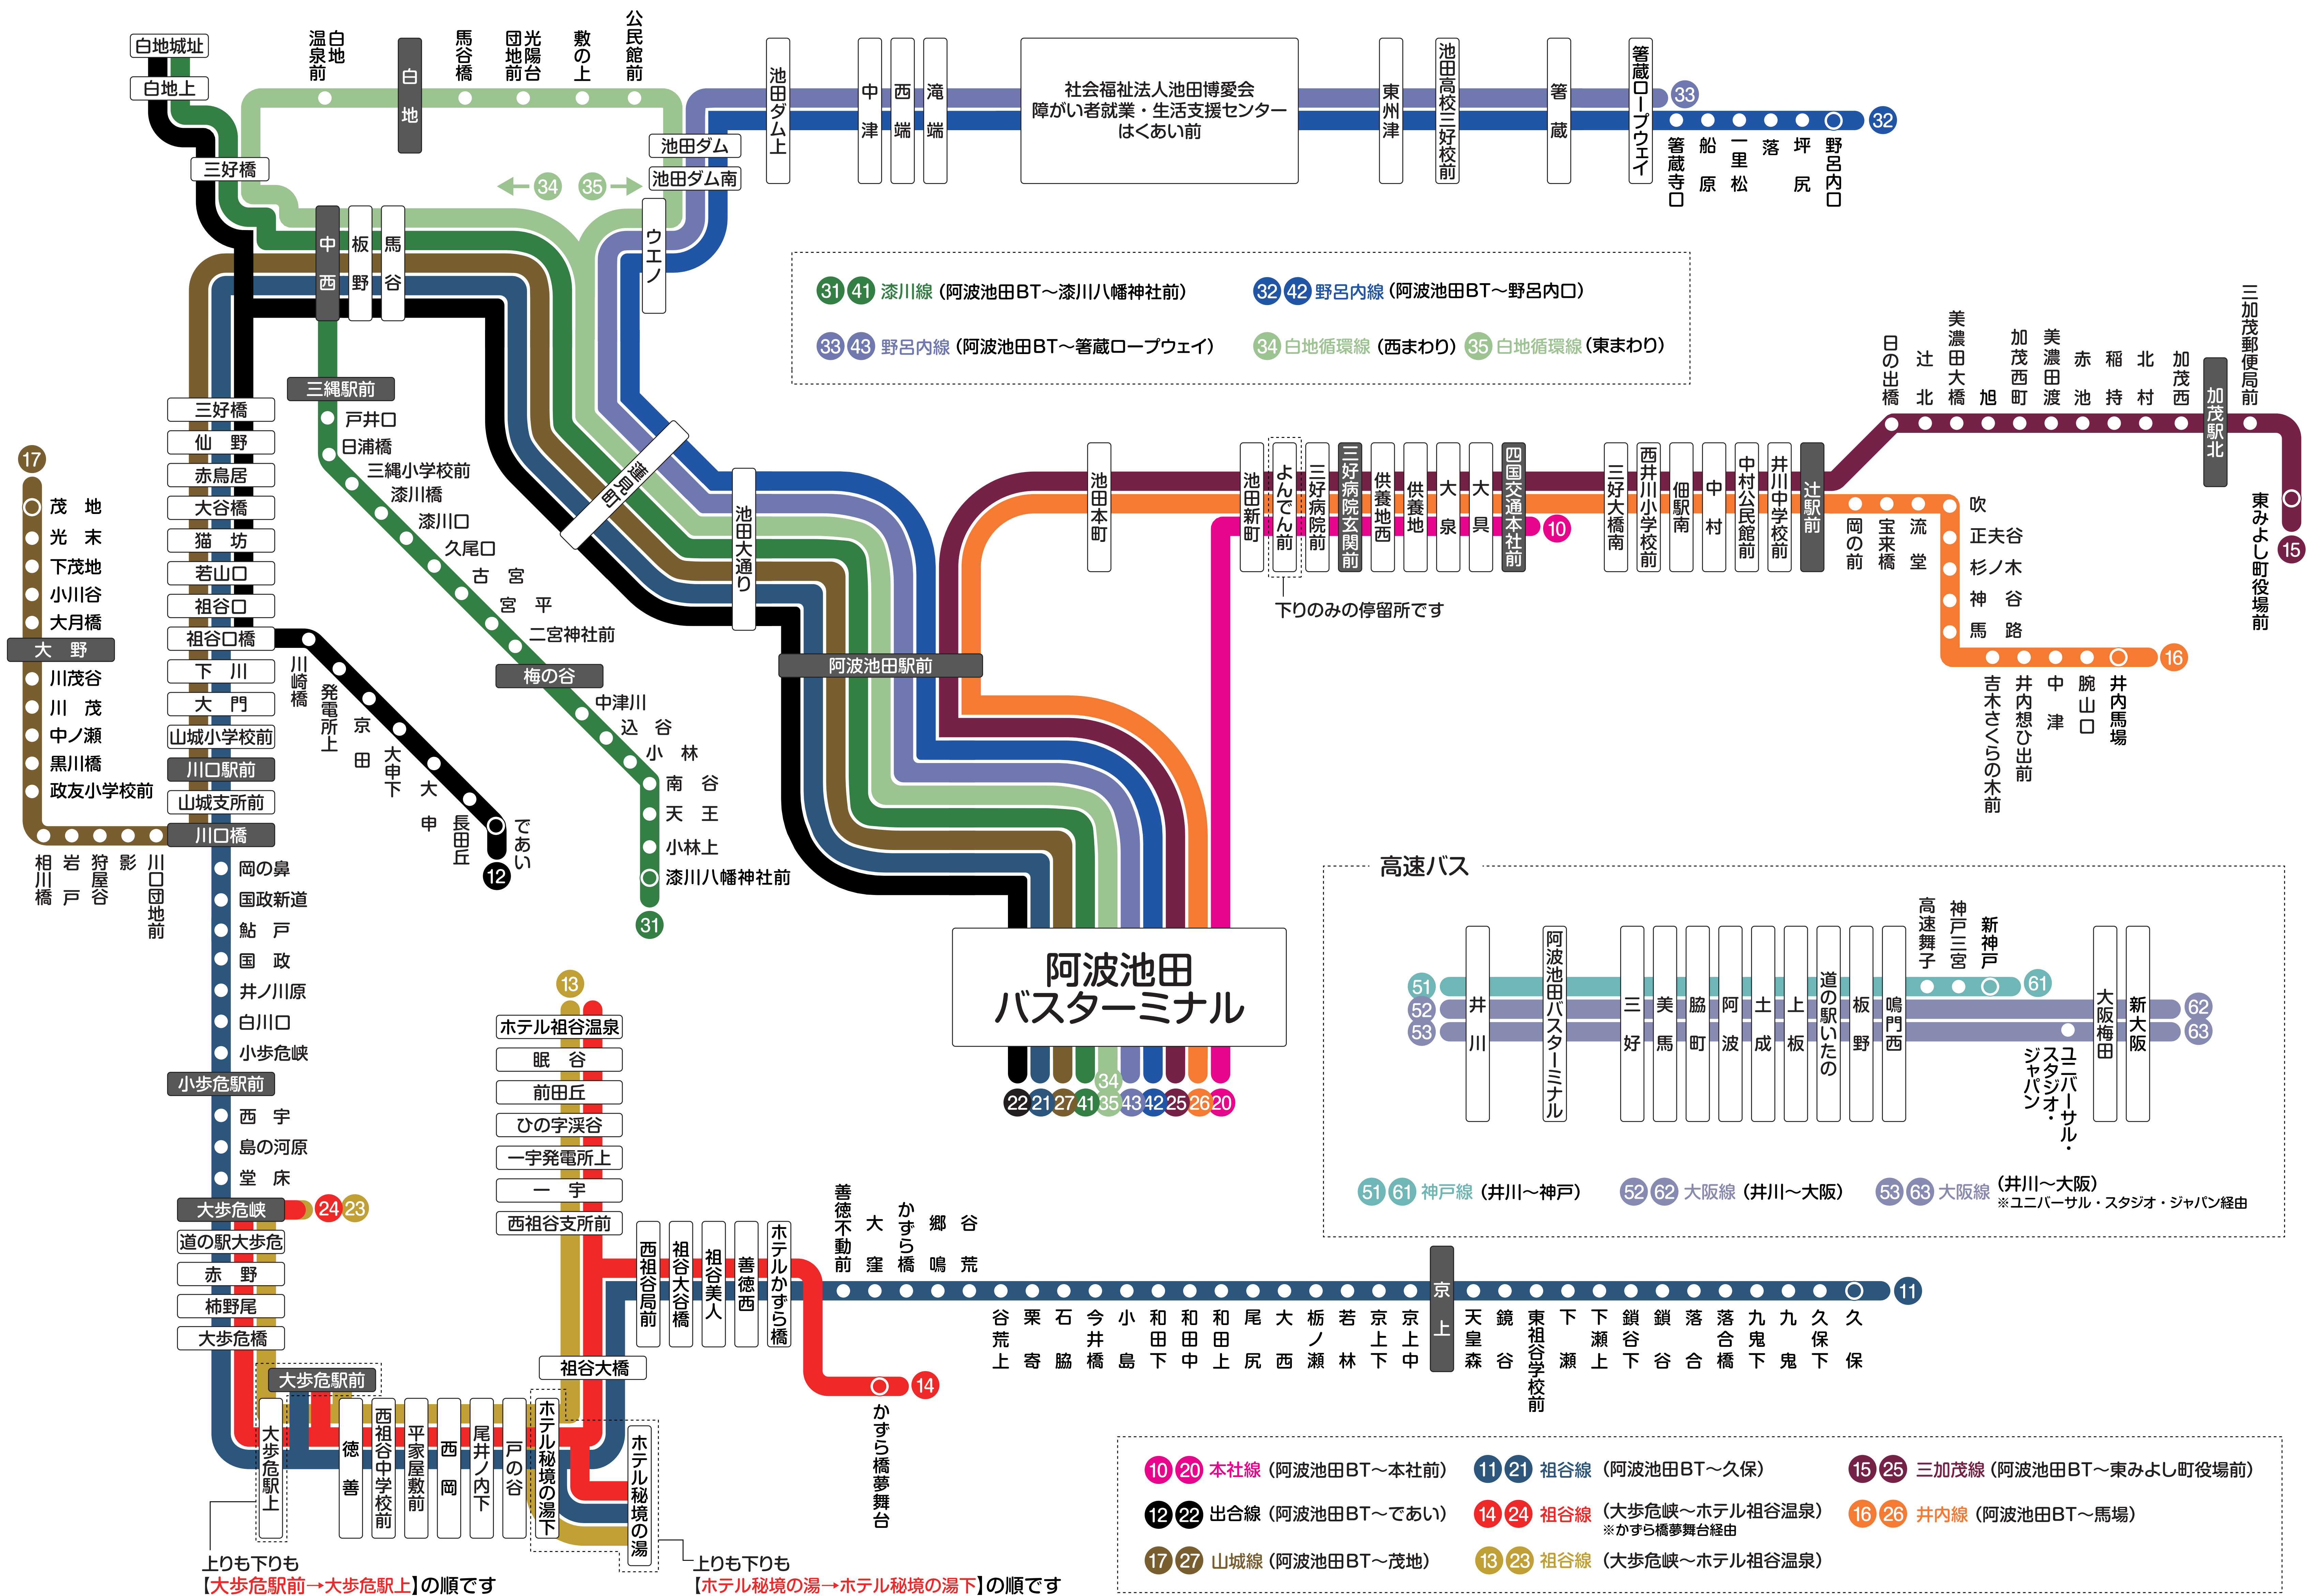 白地城址
白地上
三好橋
白地温泉前
白地
馬谷橋
光陽台団地前
敷の上
公民館前
池田ダム
池田ダム南
ウエノ
34
35
池田ダム上
中津
西端
滝端
社会福祉法人池田博愛会
障がい者就業・生活支援センター
はくあい前
東州津
池田高校三好校前
箸蔵
箸蔵ロープウェイ
33
箸蔵寺口
船原
一里松
落
坪尻
野呂内口
32
中西
板野
馬谷
31 41 漆川線 (阿波池田BT〜漆川八幡神社前)
32 42 野呂内線 (阿波池田BT〜野呂内口)
33 43 野呂内線 (阿波池田BT〜箸蔵ロープウェイ)
34 白地循環線 (西まわり) 35 白地循環線 (東まわり)
三縄駅前
戸井口
日浦橋
三縄小学校前
漆川橋
漆川口
久尾口
古宮
宮平
二宮神社前
梅の谷
中津川
込谷
小林
南谷
天王
小林上
漆川八幡神社前
31
三好橋
仙野
赤鳥居
大谷橋
猫坊
若山口
祖谷口
祖谷口橋
下川
大門
山城小学校前
川口駅前
山城支所前
川口橋
17
茂地
光末
下茂地
小川谷
大月橋
大野
川茂谷
川茂
中ノ瀬
黒川橋
政友小学校前
相川橋
岩戸
狩屋谷
影
川口団地前
川崎橋
発電所上
京田
大申下
大申
長田丘
であい
12
蓮見町
池田大通り
阿波池田駅前
池田本町
池田新町
よんでん前
下りのみの停留所です
三好病院前
三好病院玄関前
供養地西
供養地
大泉
大具
四国交通本社前
10
三好大橋南
西井川小学校前
佃駅南
中村
中村公民館前
井川中学校前
辻駅前
日の出橋
辻北
美濃田大橋
旭
加茂西町
美濃田渡
赤池
稲持
北村
加茂西
加茂駅北
三加茂郵便局前
東みよし町役場前
15
岡の前
宝来橋
流堂
吹
正夫谷
杉ノ木
神谷
馬路
吉木さくらの木前
井内想ひ出前
中津
腕山口
井内馬場
16
岡の鼻
国政新道
鮎戸
国政
井ノ川原
白川口
小歩危峡
小歩危駅前
西宇
島の河原
堂床
大歩危峡
24 23
道の駅大歩危
赤野
柿野尾
大歩危橋
大歩危駅前
大歩危駅上
徳善
西祖谷中学校前
平家屋敷前
西岡
尾井ノ内下
戸の谷
ホテル秘境の湯下
ホテル秘境の湯
上りも下りも
【大歩危駅前→大歩危駅上】の順です
上りも下りも
【ホテル秘境の湯→ホテル秘境の湯下】の順です
13
ホテル祖谷温泉
眠谷
前田丘
ひの字渓谷
一宇発電所上
一宇
西祖谷支所前
祖谷大橋
西祖谷局前
祖谷大谷橋
祖谷美人
善徳西
ホテルかずら橋
かずら橋夢舞台
14
善徳不動前
大窪
かずら橋
郷鳴
谷荒
谷荒上
栗寄
石脇
今井橋
小島
和田下
和田中
和田上
尾尻
大西
栃ノ瀬
若林
京上下
京上中
京上
天皇森
鏡谷
東祖谷学校前
下瀬
下瀬上
鎖谷下
鎖谷
落合
落合橋
九鬼下
九鬼
久保下
久保
11
阿波池田
バスターミナル
22 21 27 41 34 35 43 42 25 26 20
高速バス
51
52
53
井川
阿波池田バスターミナル
三好
美馬
脇町
阿波
土成
上板
道の駅いたの
板野
鳴門西
高速舞子
神戸三宮
新神戸
61
ユニバーサル・
スタジオ・
ジャパン
大阪梅田
新大阪
62
63
51 61 神戸線 (井川〜神戸)
52 62 大阪線 (井川〜大阪)
53 63 大阪線 (井川〜大阪)
※ユニバーサル・スタジオ・ジャパン経由
10 20 本社線 (阿波池田BT〜本社前)
11 21 祖谷線 (阿波池田BT〜久保)
15 25 三加茂線 (阿波池田BT〜東みよし町役場前)
12 22 出合線 (阿波池田BT〜であい)
14 24 祖谷線 (大歩危峡〜ホテル祖谷温泉)
※かずら橋夢舞台経由
16 26 井内線 (阿波池田BT〜馬場)
17 27 山城線 (阿波池田BT〜茂地)
13 23 祖谷線 (大歩危峡〜ホテル祖谷温泉)